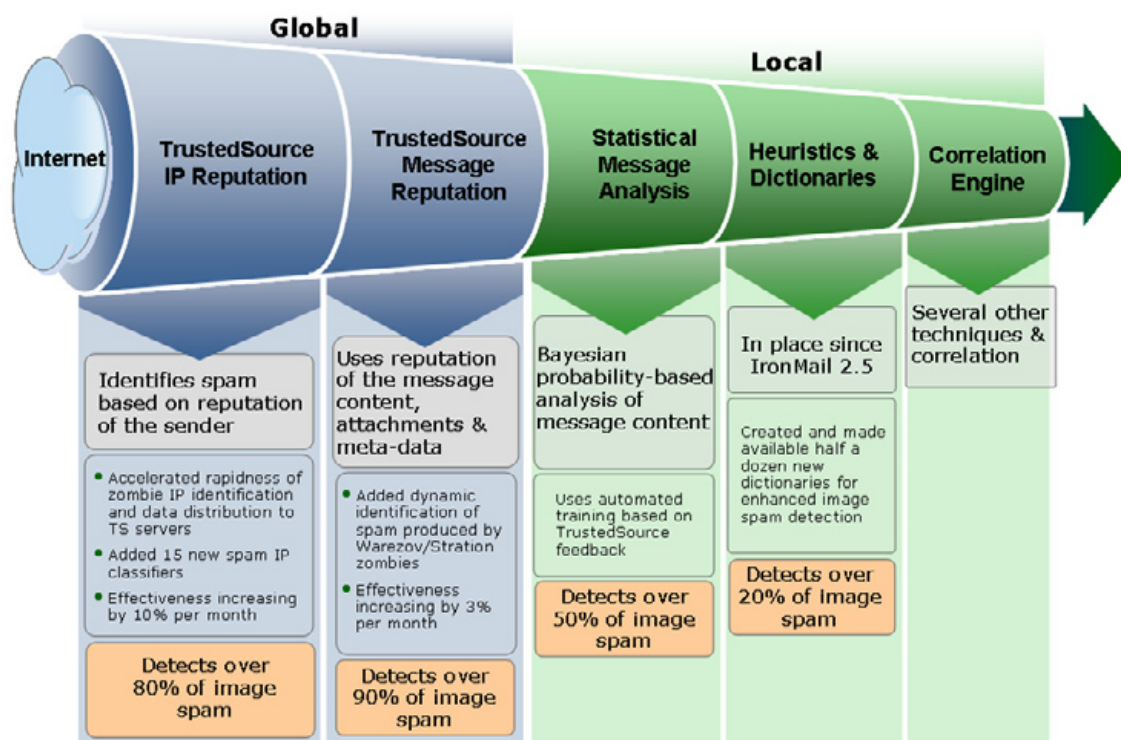 Global
Local
Internet
TrustedSource
IP Reputation
TrustedSource
Message
Reputation
Statistical
Message
Analysis
Heuristics &
Dictionaries
Correlation
Engine
Identifies spam
based on reputation
of the sender
Accelerated rapidness of
zombie IP identification
and data distribution to
TS servers
Added 15 new spam IP
classifiers
Effectiveness increasing
by 10% per month
Detects over
80% of image
spam
Uses reputation
of the message
content,
attachments &
meta-data
Added dynamic
identification of
spam produced by
Warezov/Stration
zombies
Effectiveness
increasing by 3%
per month
Detects over
90% of image
spam
Bayesian
probability-based
analysis of
message content
Uses automated
training based on
TrustedSource
feedback
Detects over
50% of image
spam
In place since
IronMail 2.5
Created and made
available half a
dozen new
dictionaries for
enhanced image
spam detection
Detects over
20% of image
spam
Several other
techniques &
correlation